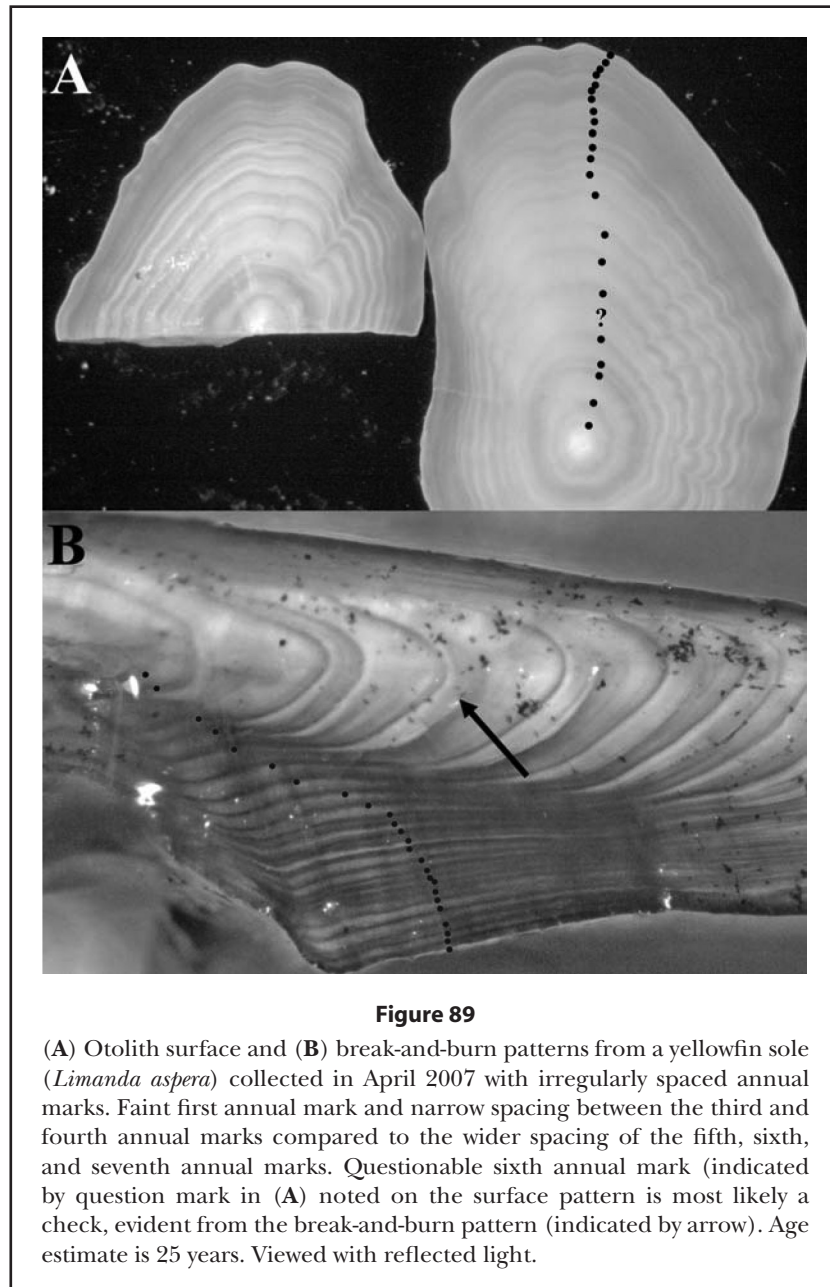 A
?
B
Figure 89
(A) Otolith surface and (B) break-and-burn patterns from a yellowfin sole
(Limanda aspera) collected in April 2007 with irregularly spaced annual
marks. Faint first annual mark and narrow spacing between the third and
fourth annual marks compared to the wider spacing of the fifth, sixth,
and seventh annual marks. Questionable sixth annual mark (indicated
by question mark in (A) noted on the surface pattern is most likely a
check, evident from the break-and-burn pattern (indicated by arrow). Age
estimate is 25 years. Viewed with reflected light.